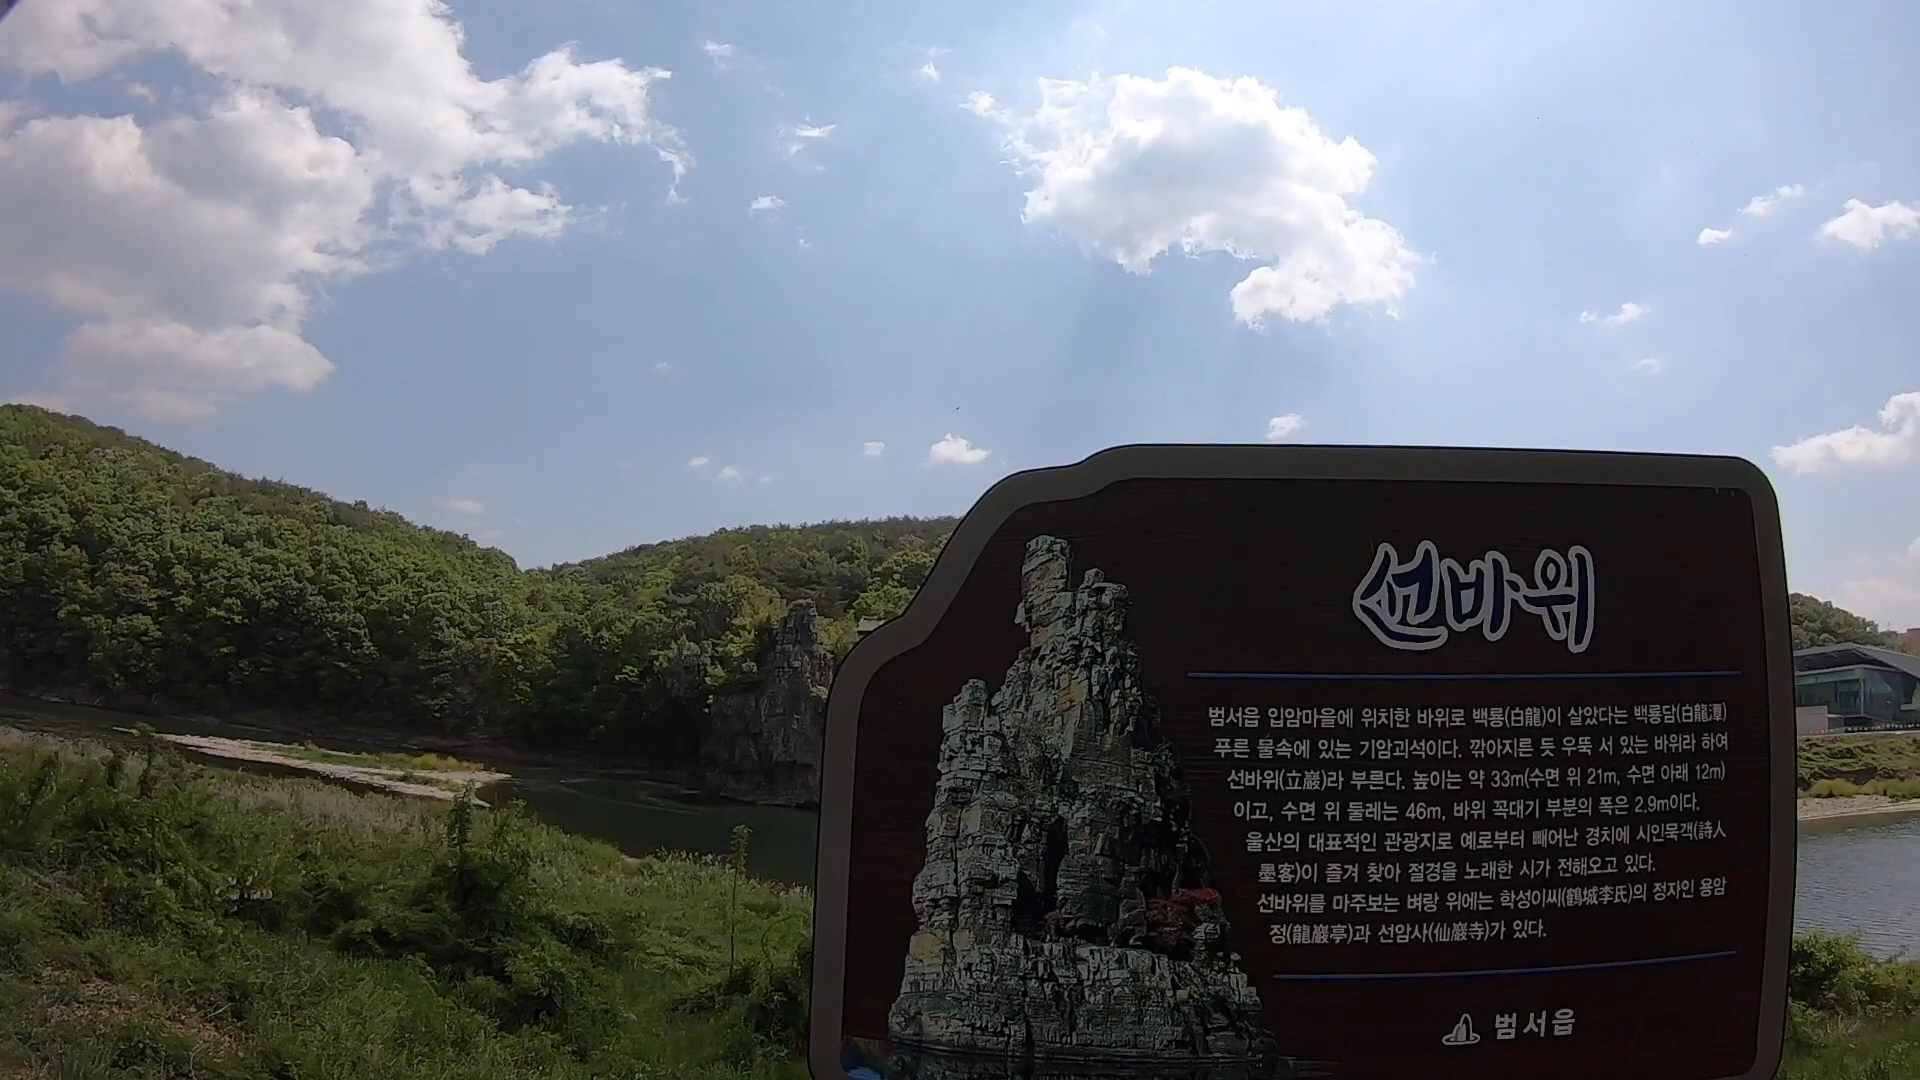 선바위
범서읍 입암마을에 위치한 바위로 백룡(白龍)이 살았다는 백룡담(白龍潭)
푸른 물속에 있는 기암괴석이다. 깎아지른 듯 우뚝 서 있는 바위라 하여
선바위(立巖)라 부른다. 높이는 약 33m(수면 위 21m, 수면 아래 12m)
이고, 수면 위 둘레는 46m, 바위 꼭대기 부분의 폭은 2.9m이다.
울산의 대표적인 관광지로 예로부터 빼어난 경치에 시인묵객(詩人
墨客)이 즐겨 찾아 절경을 노래한 시가 전해오고 있다.
선바위를 마주보는 벼랑 위에는 학성이씨(鶴城李氏)의 정자인 용암
정(龍巖亭)과 선암사(仙巖寺)가 있다.
범서읍